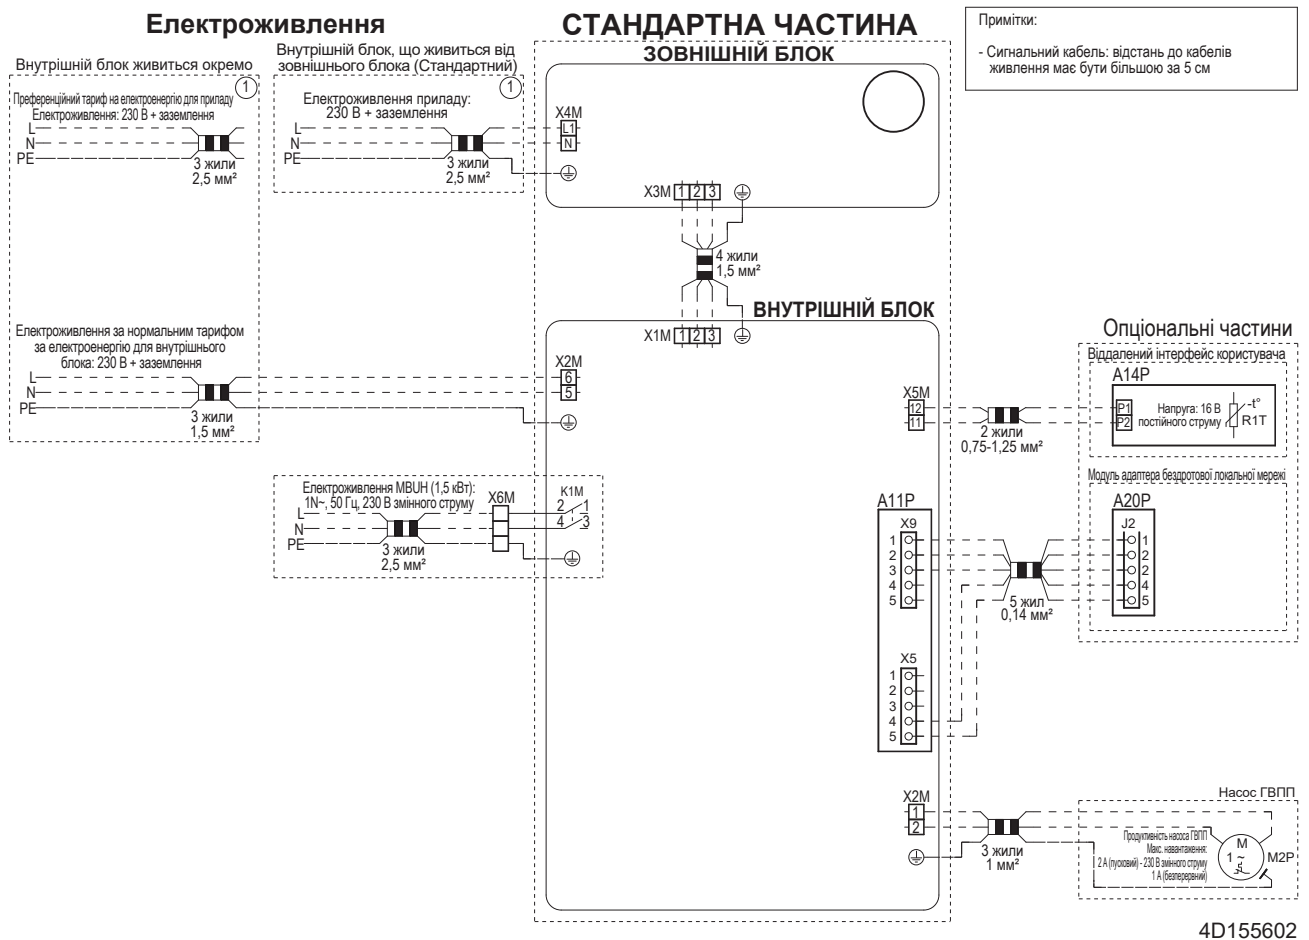 Електроживлення
Внутрішній блок живиться окремо
1
Преференційний тариф на електроенергію для приладу
Електроживлення: 230 В + заземлення
L
N
PE
3 жили
2,5 мм²
Електроживлення за нормальним тарифом
за електроенергію для внутрішнього
блока: 230 В + заземлення
L
N
PE
3 жили
1,5 мм²
Внутрішній блок, що живиться від
зовнішнього блока (Стандартний)
1
Електроживлення приладу:
230 В + заземлення
L
N
PE
3 жили
2,5 мм²
Електроживлення MBUH (1,5 кВт):
1N~, 50 Гц, 230 В змінного струму
L
N
PE
3 жили
2,5 мм²
X6M
K1M
2 1
4 3
СТАНДАРТНА ЧАСТИНА
ЗОВНІШНІЙ БЛОК
X4M
L1
N
X3M 1 2 3
4 жили
1,5 мм²
ВНУТРІШНІЙ БЛОК
X1M 1 2 3
X2M
6
5
X5M
12
11
2 жили
0,75-1,25 мм²
A11P
X9
1
2
3
4
5
5 жил
0,14 мм²
X5
1
2
3
4
5
X2M
1
2
3 жили
1 мм²
Примітки:
- Сигнальний кабель: відстань до кабелів
живлення має бути більшою за 5 см
Опціональні частини
Віддалений інтерфейс користувача
A14P
P1
P2
Напруга: 16 В
постійного струму
-t°
R1T
Модуль адаптера бездротової локальної мережі
A20P
J2
1
2
2
4
5
Насос ГВПП
Продуктивність насоса ГВПП
Макс. навантаження:
2 А (пусковий) - 230 В змінного струму
1 А (безперервний)
M
1 ~
M2P
4D155602